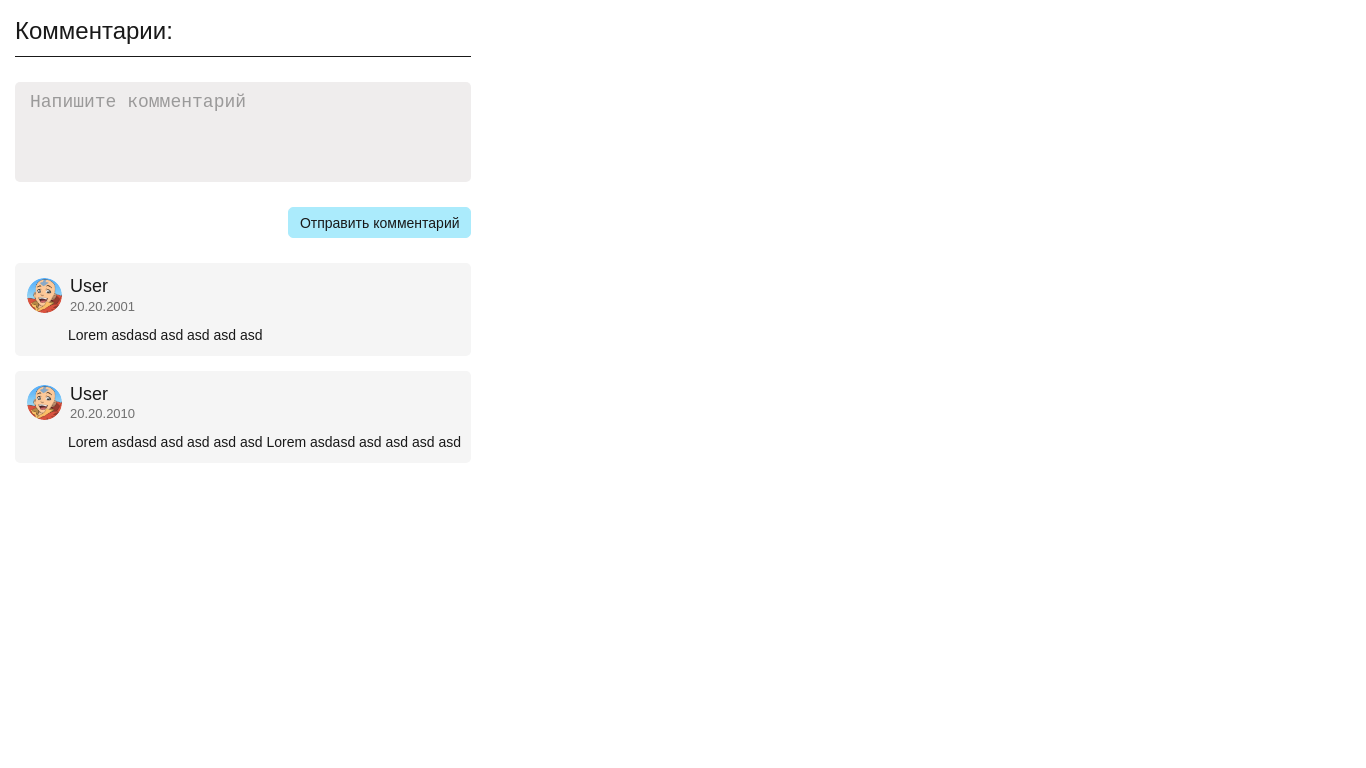 Комментарии:
Напишите комментарий
Отправить комментарий
User
20.20.2001
Lorem asdasd asd asd asd asd
User
20.20.2010
Lorem asdasd asd asd asd asd Lorem asdasd asd asd asd asd